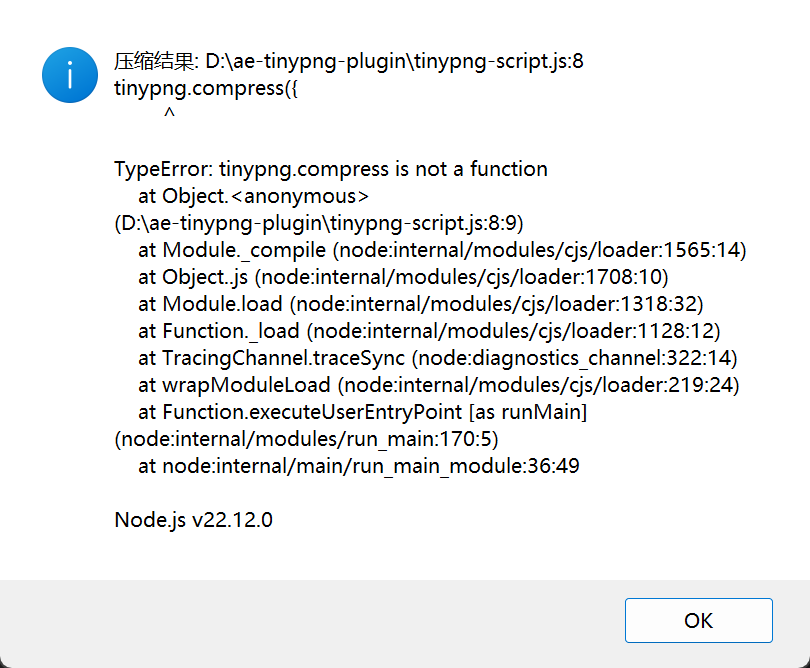 压缩结果: D:\ae-tinypng-plugin\tinypng-script.js:8
tinypng.compress({
^
TypeError: tinypng.compress is not a function
at Object.<anonymous>
(D:\ae-tinypng-plugin\tinypng-script.js:8:9)
at Module._compile (node:internal/modules/cjs/loader:1565:14)
at Object..js (node:internal/modules/cjs/loader:1708:10)
at Module.load (node:internal/modules/cjs/loader:1318:32)
at Function._load (node:internal/modules/cjs/loader:1128:12)
at TracingChannel.traceSync (node:diagnostics_channel:322:14)
at wrapModuleLoad (node:internal/modules/cjs/loader:219:24)
at Function.executeUserEntryPoint [as runMain]
(node:internal/modules/run_main:170:5)
at node:internal/main/run_main_module:36:49
Node.js v22.12.0
OK